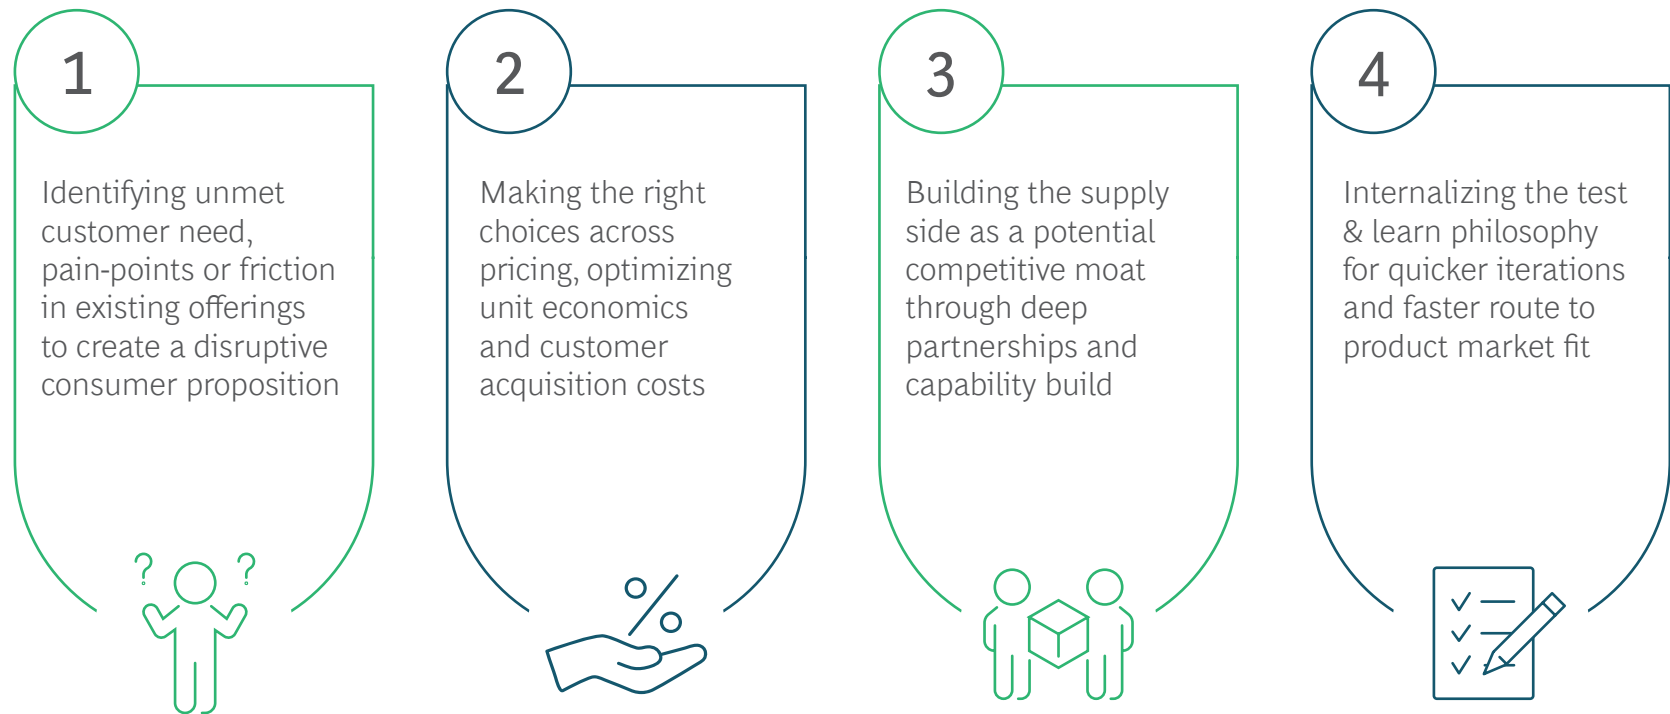 1
Identifying unmet
customer need,
pain-points or friction
in existing offerings
to create a disruptive
consumer proposition
2
Making the right
choices across
pricing, optimizing
unit economics
and customer
acquisition costs
3
Building the supply
side as a potential
competitive moat
through deep
partnerships and
capability build
4
Internalizing the test
& learn philosophy
for quicker iterations
and faster route to
product market fit
? ?
%